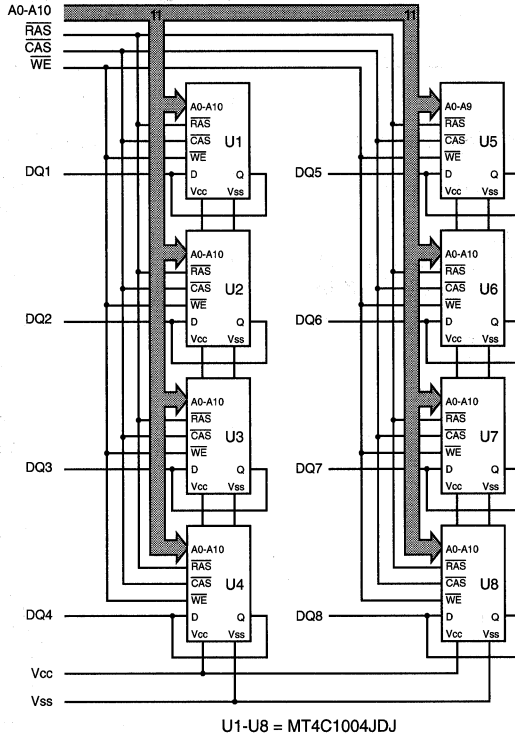 A0-A10
11
11
RAS
CAS
WE
A0-A10
RAS
CAS
U1
WE
DQ1
D
Q
Vcc
Vss
A0-A10
RAS
CAS
U2
WE
DQ2
D
Q
Vcc
Vss
A0-A10
RAS
CAS
U3
WE
DQ3
D
Q
Vcc
Vss
A0-A10
RAS
CAS
U4
WE
DQ4
D
Q
Vcc
Vss
A0-A9
RAS
CAS
U5
WE
DQ5
D
Q
Vcc
Vss
A0-A10
RAS
CAS
U6
WE
DQ6
D
Q
Vcc
Vss
A0-A10
RAS
CAS
U7
WE
DQ7
D
Q
Vcc
Vss
A0-A10
RAS
CAS
U8
WE
DQ8
D
Q
Vcc
Vss
Vcc
Vss
U1-U8 = MT4C1004JDJ